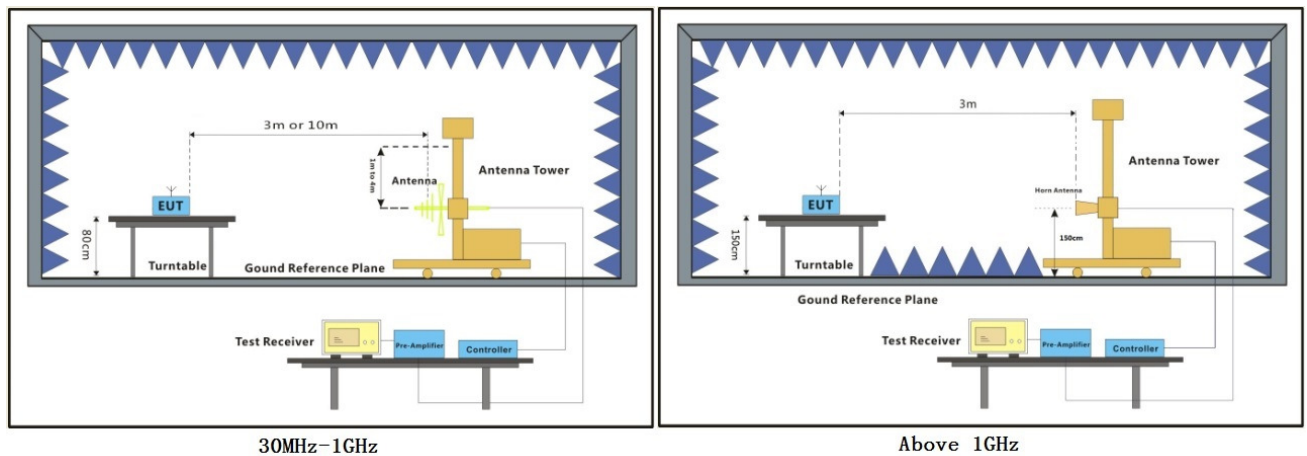 3m or 10m
1m to 4m
Antenna
Antenna Tower
EUT
80cm
Turntable
Gound Reference Plane
Test Receiver
Pre-Amplifier
Controller
30MHz-1GHz
3m
Antenna Tower
Horn Antenna
EUT
150cm
150cm
Turntable
Gound Reference Plane
Test Receiver
Pre-Amplifier
Controller
Above 1GHz